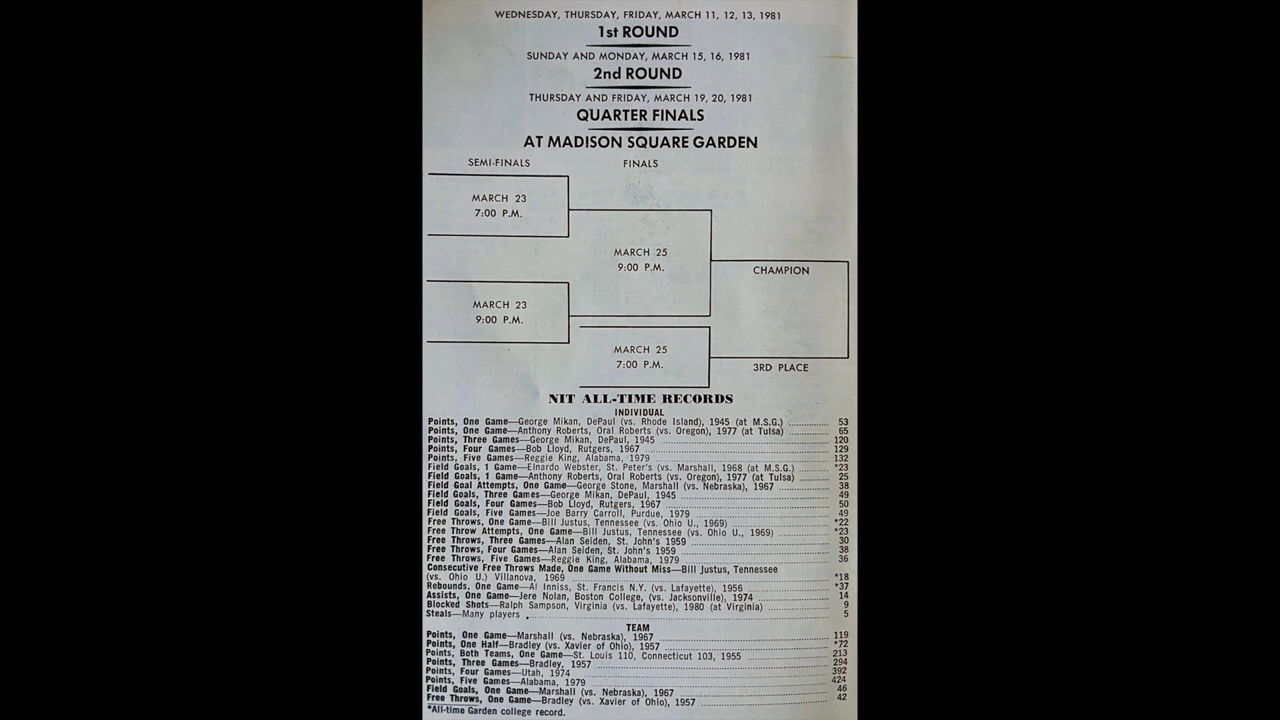 WEDNESDAY, THURSDAY, FRIDAY, MARCH 11, 12, 13, 1981
1st ROUND
SUNDAY AND MONDAY, MARCH 15, 16, 1981
2nd ROUND
THURSDAY AND FRIDAY, MARCH 19, 20, 1981
QUARTER FINALS
AT MADISON SQUARE GARDEN
SEMI-FINALS FINALS
MARCH 23
7:00 P.M.
MARCH 25
9:00 P.M.
CHAMPION
MARCH 23
9:00 P.M.
MARCH 25
7:00 P.M.
3RD PLACE
NIT ALL-TIME RECORDS
INDIVIDUAL
Points, One Game—George Mikan, DePaul (vs. Rhode Island), 1945 (at M.S.G.) 53
Points, One Game—Anthony Roberts, Oral Roberts (vs. Oregon), 1977 (at Tulsa) 65
Points, Three Games—George Mikan, DePaul, 1945 120
Points, Four Games—Bob Lloyd, Rutgers, 1967 129
Points, Five Games—Reggie King, Alabama, 1979 132
Field Goals, 1 Game—Elnardo Webster, St. Peter's (vs. Marshall, 1968 (at M.S.G.) *23
Field Goals, 1 Game—Anthony Roberts, Oral Roberts (vs. Oregon), 1977 (at Tulsa) 25
Field Goal Attempts, One Game—George Stone, Marshall (vs. Nebraska), 1967 38
Field Goals, Three Games—George Mikan, DePaul, 1945 49
Field Goals, Four Games—Bob Lloyd, Rutgers, 1967 50
Field Goals, Five Games—Joe Barry Carroll, Purdue, 1979 49
Free Throws, One Game—Bill Justus, Tennessee (vs. Ohio U., 1969) *22
Free Throw Attempts, One Game—Bill Justus, Tennessee (vs. Ohio U., 1969) *23
Free Throws, Three Games—Alan Seiden, St. John's 1959 30
Free Throws, Four Games—Alan Seiden, St. John's 1959 38
Free Throws, Five Games—Reggie King, Alabama, 1979 36
Consecutive Free Throws Made, One Game Without Miss—Bill Justus, Tennessee
(vs. Ohio U.) Villanova, 1969 *18
Rebounds, One Game—Al Inniss, St. Francis N.Y. (vs. Lafayette), 1956 *37
Assists, One Game—Jere Nolan, Boston College, (vs. Jacksonville), 1974 14
Blocked Shots—Ralph Sampson, Virginia (vs. Lafayette), 1980 (at Virginia) 9
Steals—Many players 5
TEAM
Points, One Game—Marshall (vs. Nebraska), 1967 119
Points, One Half—Bradley (vs. Xavier of Ohio), 1957 *72
Points, Both Teams, One Game—St. Louis 110, Connecticut 103, 1955 213
Points, Three Games—Bradley, 1957 294
Points, Four Games—Utah, 1974 392
Points, Five Games—Alabama, 1979 424
Field Goals, One Game—Marshall (vs. Nebraska), 1967 46
Free Throws, One Game—Bradley (vs. Xavier of Ohio), 1957 42
*All-time Garden college record.